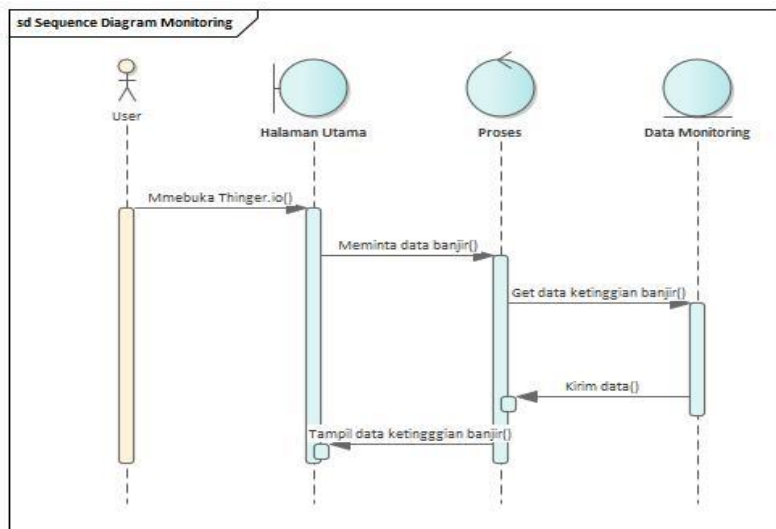 sd Sequence Diagram Monitoring
User
Halaman Utama
Proses
Data Monitoring
Mmebuka Thinger.io()
Meminta data banjir()
Get data ketinggian banjir()
Kirim data()
Tampil data ketingggian banjir()